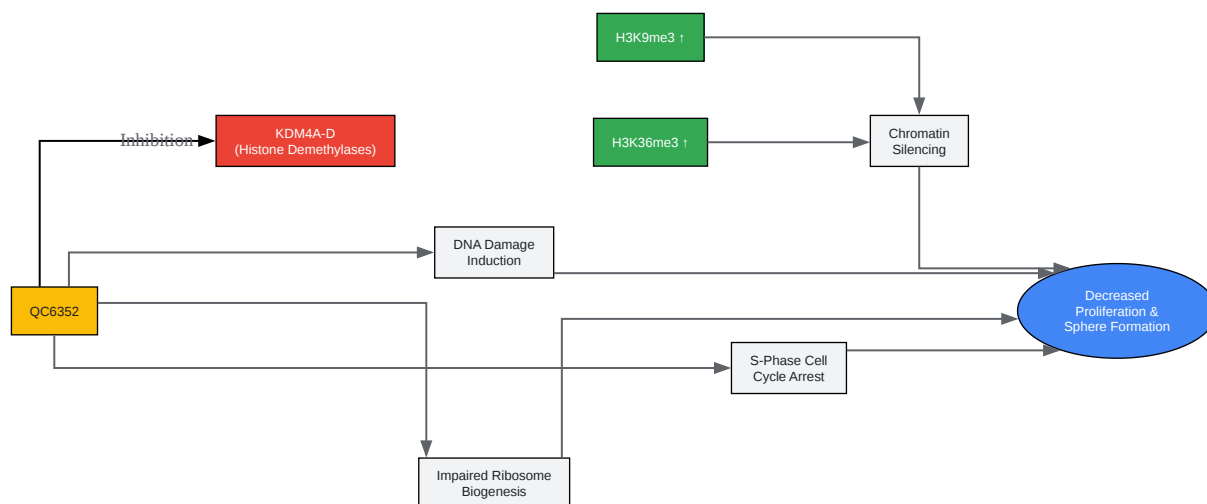 H3K9me3 ↑
Inhibition
KDM4A-D
(Histone Demethylases)
H3K36me3 ↑
Chromatin
Silencing
DNA Damage
Induction
QC6352
Decreased
Proliferation &
Sphere Formation
S-Phase Cell
Cycle Arrest
Impaired Ribosome
Biogenesis